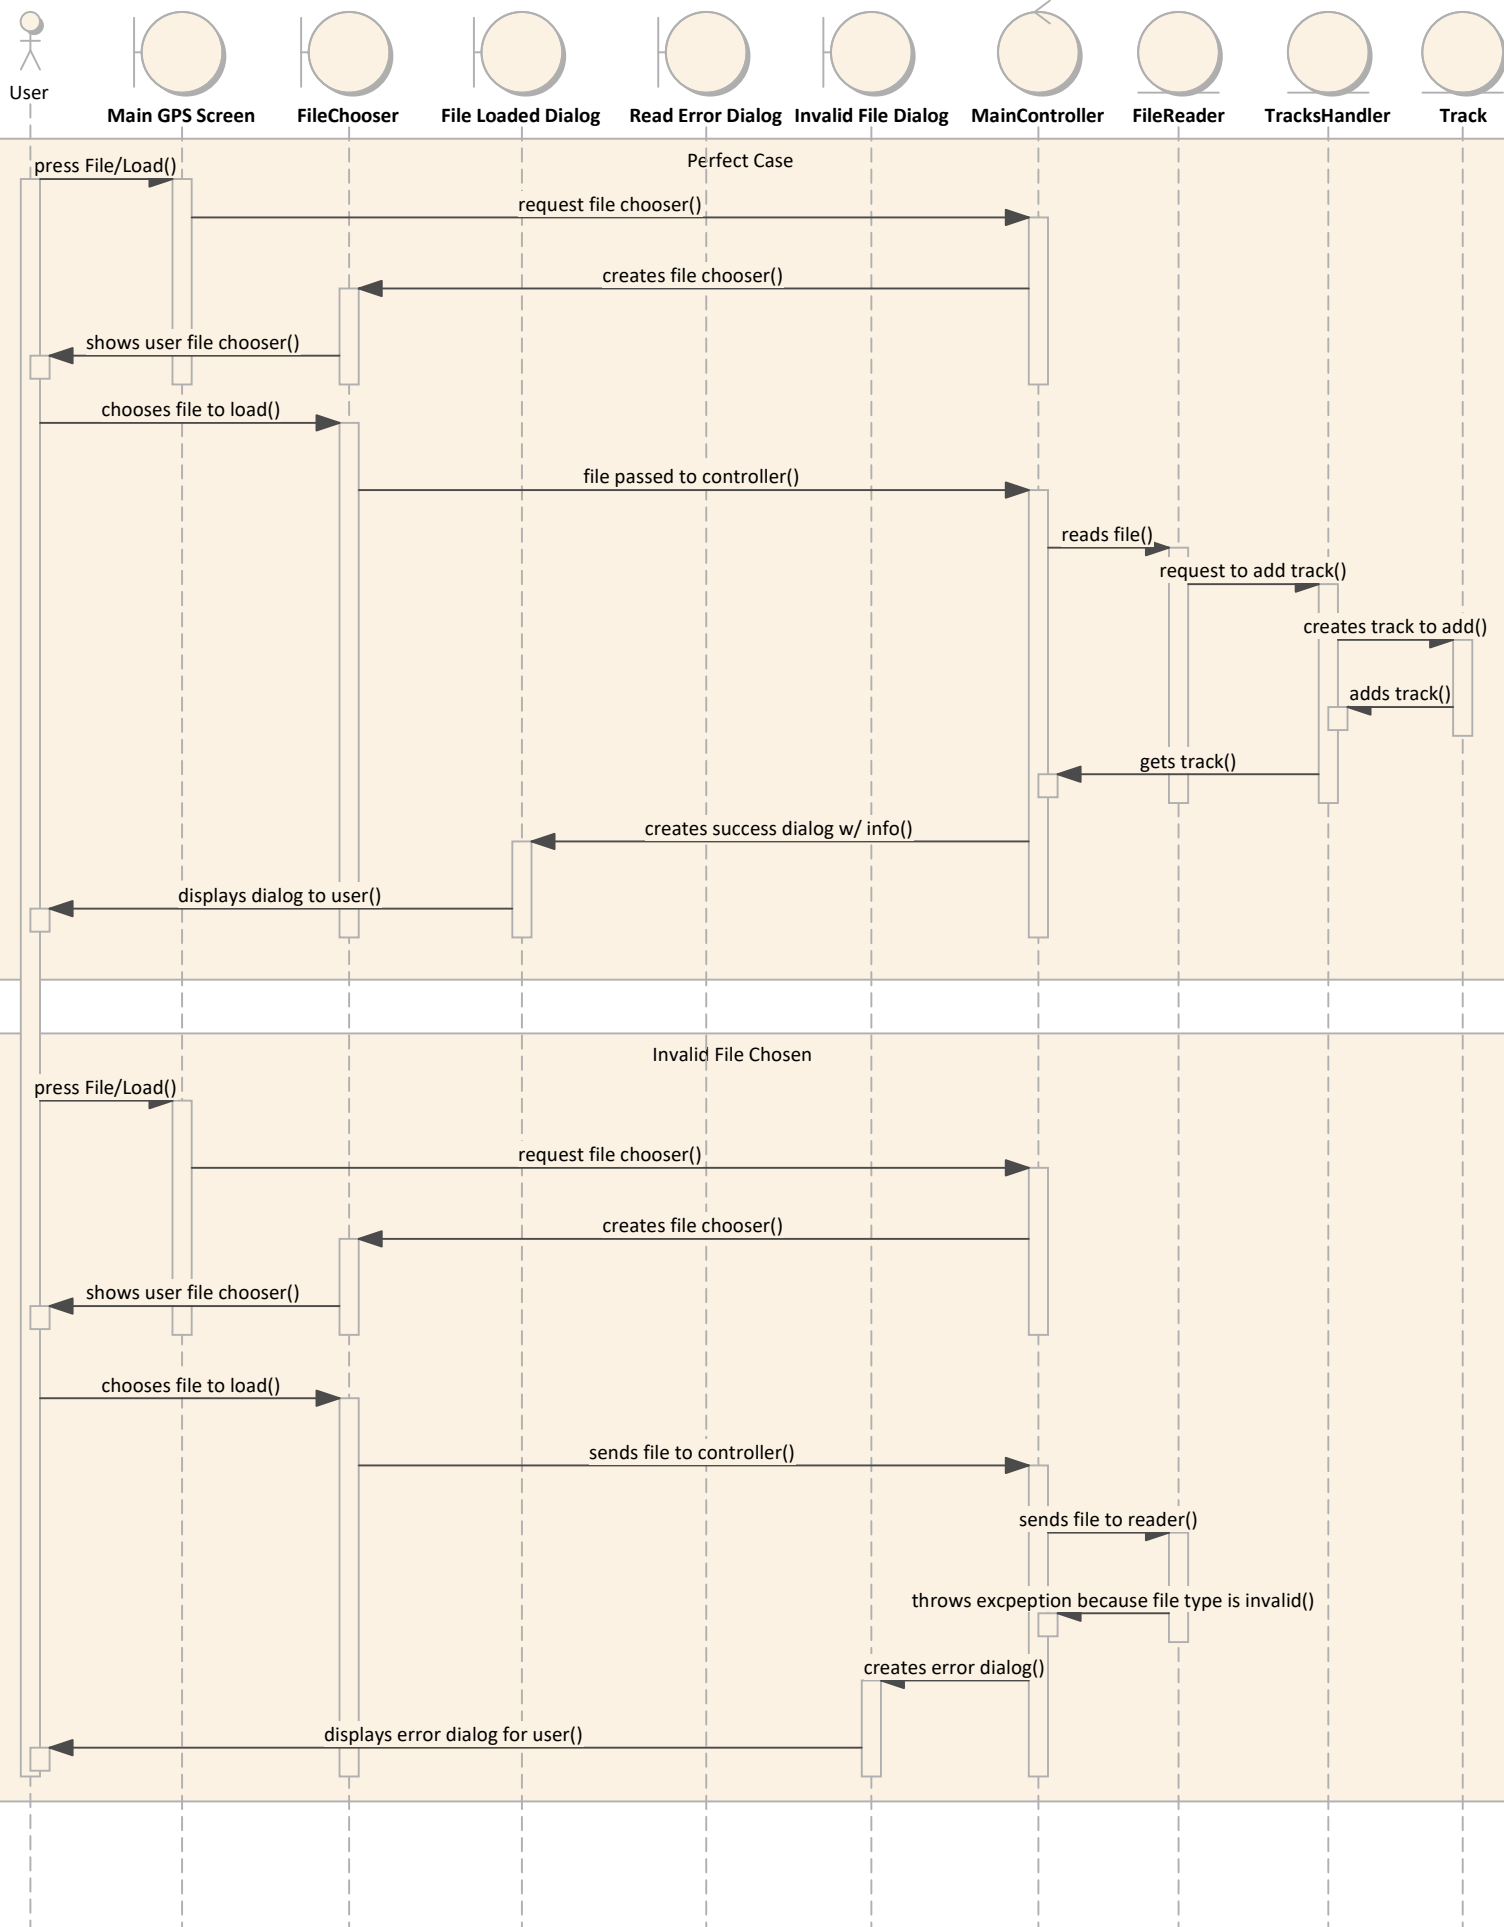 User
Main GPS Screen
FileChooser
File Loaded Dialog
Read Error Dialog
Invalid File Dialog
MainController
FileReader
TracksHandler
Track
Perfect Case
press File/Load()
request file chooser()
creates file chooser()
shows user file chooser()
chooses file to load()
file passed to controller()
reads file()
request to add track()
creates track to add()
adds track()
gets track()
creates success dialog w/ info()
displays dialog to user()
Invalid File Chosen
press File/Load()
request file chooser()
creates file chooser()
shows user file chooser()
chooses file to load()
sends file to controller()
sends file to reader()
throws excpeption because file type is invalid()
creates error dialog()
displays error dialog for user()